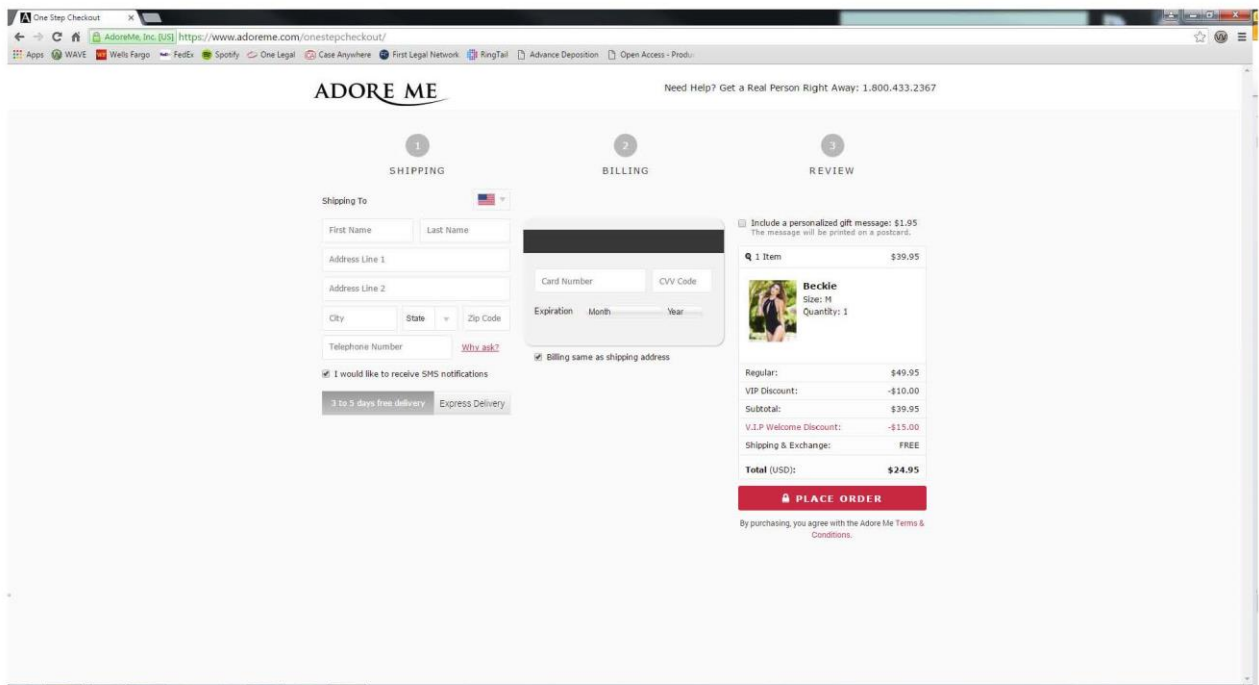 One Step Checkout
AdoreMe, Inc. [US] https://www.adoreme.com/onestepcheckout/
Apps WAVE Wells Fargo FedEx Spotify One Legal Case Anywhere First Legal Network RingTail Advance Deposition Open Access - Produ
ADORE ME
Need Help? Get a Real Person Right Away: 1.800.433.2367
1 2 3
SHIPPING BILLING REVIEW
Shipping To
First Name Last Name
Address Line 1
Address Line 2
City State Zip Code
Telephone Number Why ask?
I would like to receive SMS notifications
3 to 5 days free delivery Express Delivery
Card Number CVV Code
Expiration Month Year
Billing same as shipping address
Include a personalized gift message: $1.95
The message will be printed on a postcard.
1 Item $39.95
Beckie
Size: M
Quantity: 1
Regular: $49.95
VIP Discount: -$10.00
Subtotal: $39.95
V.I.P Welcome Discount: -$15.00
Shipping & Exchange: FREE
Total (USD): $24.95
PLACE ORDER
By purchasing, you agree with the Adore Me Terms &
Conditions.